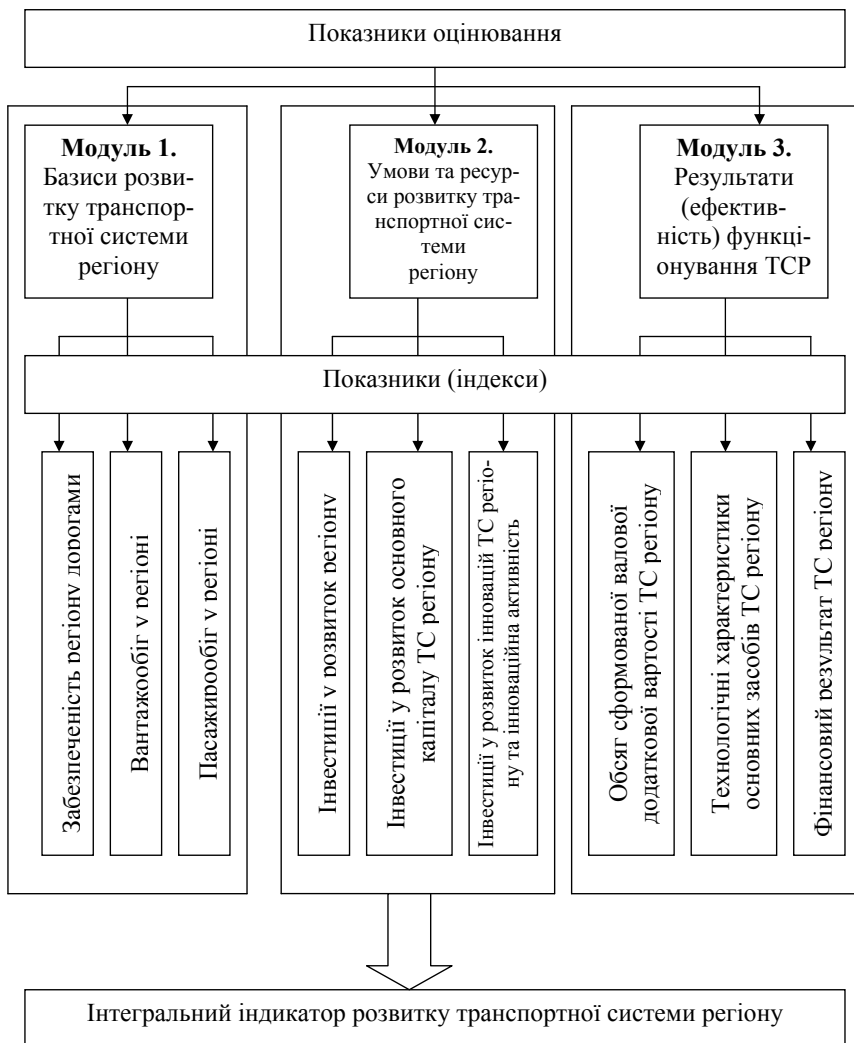 Показники оцінювання
Модуль 1.
Базиси розви-
тку транспор-
тної системи
регіону
Модуль 2.
Умови та ресур-
си розвитку тра-
нспортної сис-
теми
регіону
Модуль 3.
Результати
(ефектив-
ність) функці-
онування ТСР
Показники (індекси)
Забезпеченість регіону дорогами
Вантажообіг у регіоні
Пасажирообіг у регіоні
Інвестиції у розвиток регіону
Інвестиції у розвиток основного
капіталу ТС регіону
Інвестиції у розвиток інновацій ТС регіо-
ну та інноваційна активність
Обсяг сформованої валової
додаткової вартості ТС регіону
Технологічні характеристики
основних засобів ТС регіону
Фінансовий результат ТС регіону
Інтегральний індикатор розвитку транспортної системи регіону